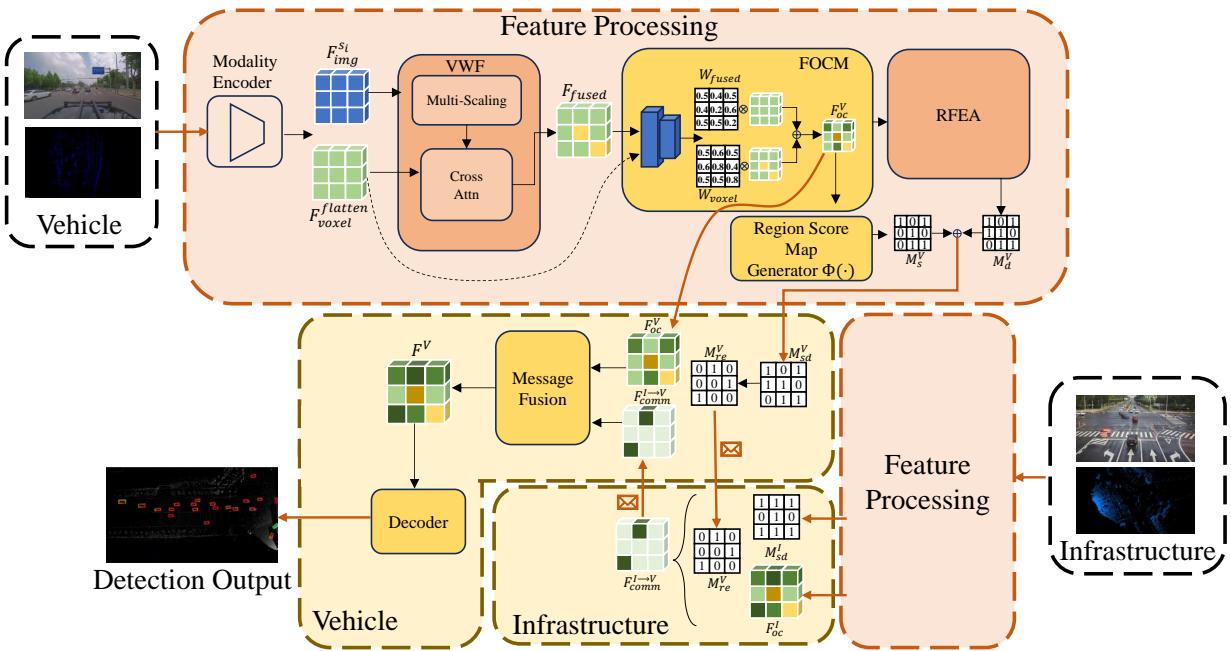 Feature Processing
Vehicle
Modality
Encoder
F_{img}^{s_i}
F_{voxel}^{flatten}
VWF
Multi-Scaling
Cross
Attn
F_{fused}
FOCM
W_{fused}
0.5 0.4 0.5
0.4 0.2 0.6
0.5 0.5 0.2
⊗
0.5 0.6 0.5
0.6 0.8 0.4
0.5 0.5 0.8
⊗
W_{voxel}
⊕
F_{oc}^{V}
RFEA
Region Score
Map
Generator Φ(·)
1 0 1
0 1 0
0 1 1
M_s^V
⊕
1 0 1
1 1 0
0 1 1
M_d^V
F^V
Message
Fusion
F_{oc}^{V}
F_{comm}^{I→V}
M_{re}^{V}
0 1 0
0 0 1
1 0 0
M_{sd}^{V}
1 0 1
1 1 0
0 1 1
Decoder
Detection Output
Vehicle
F_{comm}^{I→V}
0 1 0
0 0 1
1 0 0
M_{re}^{V}
1 1 1
0 1 0
1 1 1
M_{sd}^{I}
F_{oc}^{I}
Infrastructure
Feature
Processing
Infrastructure